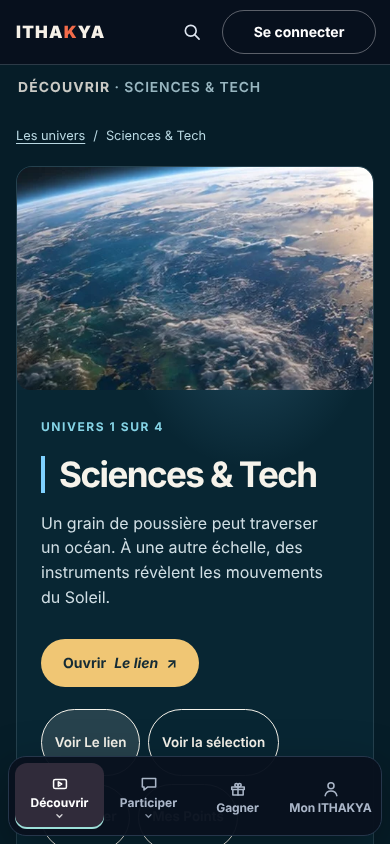 ITHAKYA
Se connecter
DÉCOUVRIR · SCIENCES & TECH
Les univers / Sciences & Tech
UNIVERS 1 SUR 4
Sciences & Tech
Un grain de poussière peut traverser
un océan. À une autre échelle, des
instruments révèlent les mouvements
du Soleil.
Ouvrir Le lien
Voir Le lien
Voir la sélection
Découvrir
Participer
Gagner
Mon ITHAKYA